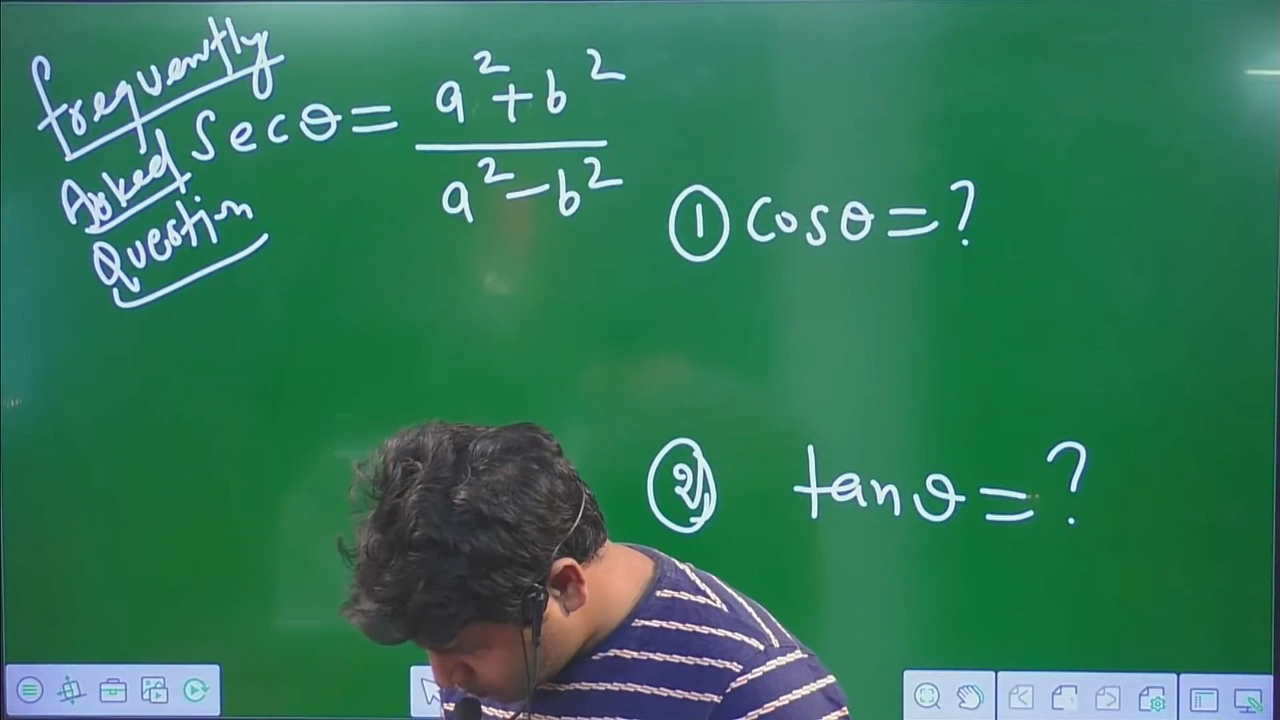 frequently
Asked
Question
Secθ = a²+b² / a²-b²
① cosθ = ?
② tanθ = ?